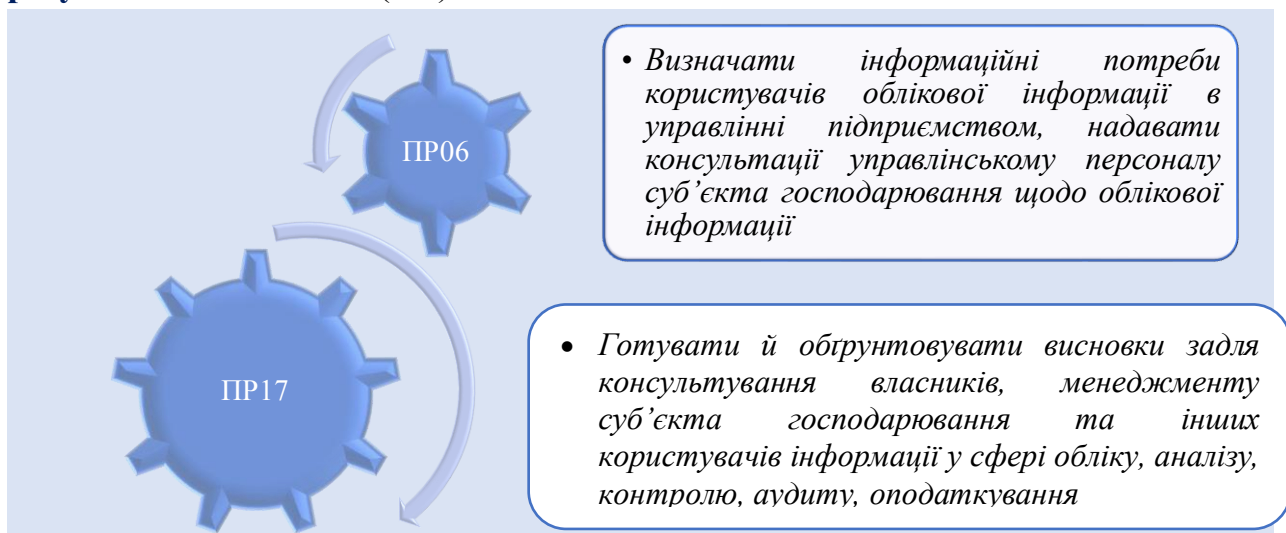 ПР06
• Визначати інформаційні потреби
користувачів облікової інформації в
управлінні підприємством, надавати
консультації управлінському персоналу
суб’єкта господарювання щодо облікової
інформації
ПР17
• Готувати й обґрунтовувати висновки задля
консультування власників, менеджменту
суб’єкта господарювання та інших
користувачів інформації у сфері обліку, аналізу,
контролю, аудиту, оподаткування